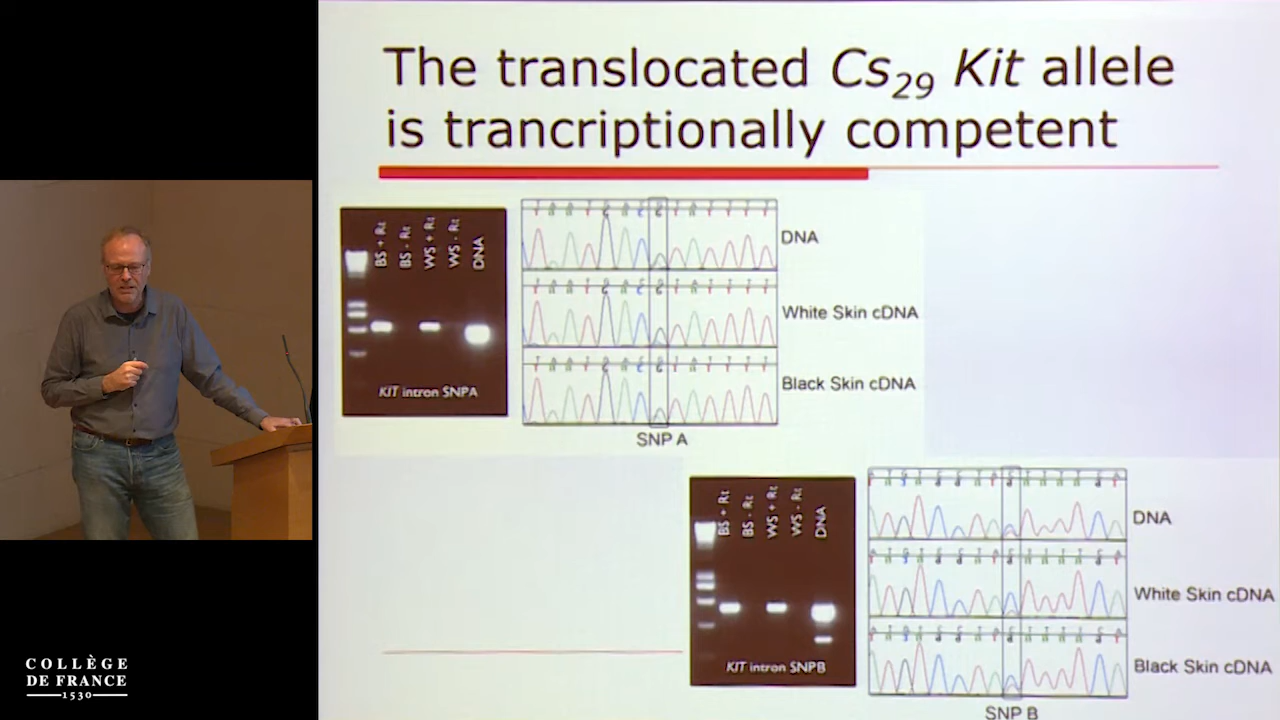 The translocated Cs29 Kit allele
is trancriptionally competent
BS + Rt
BS - Rt
WS + Rt
WS - Rt
DNA
KIT intron SNPA
DNA
White Skin cDNA
Black Skin cDNA
SNP A
BS + Rt
BS - Rt
WS + Rt
WS - Rt
DNA
KIT intron SNPB
DNA
White Skin cDNA
Black Skin cDNA
SNP B
COLLÈGE
DE FRANCE
1530